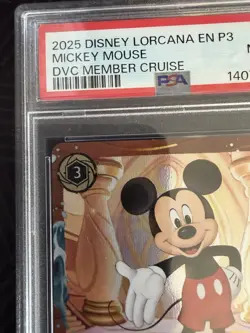 2025 DISNEY LORCANA EN P3
MICKEY MOUSE
DVC MEMBER CRUISE
PSA
140
3